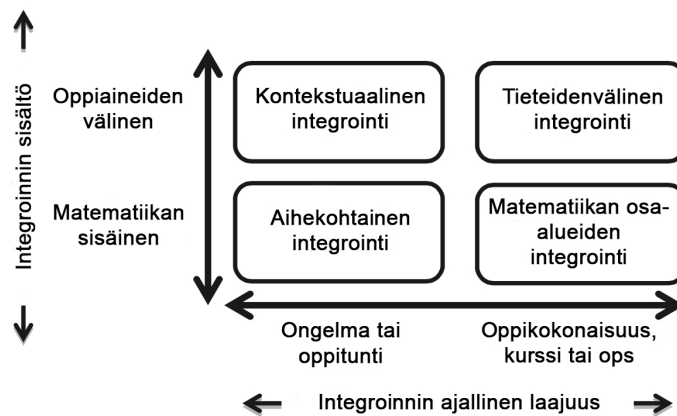 Integroinnin sisältö
Oppiaineiden
välinen
Kontekstuaalinen
integrointi
Tieteidenvälinen
integrointi
Matematiikan
sisäinen
Aihekohtainen
integrointi
Matematiikan osa-
alueiden
integrointi
Ongelma tai
oppitunti
Oppikokonaisuus,
kurssi tai ops
Integroinnin ajallinen laajuus